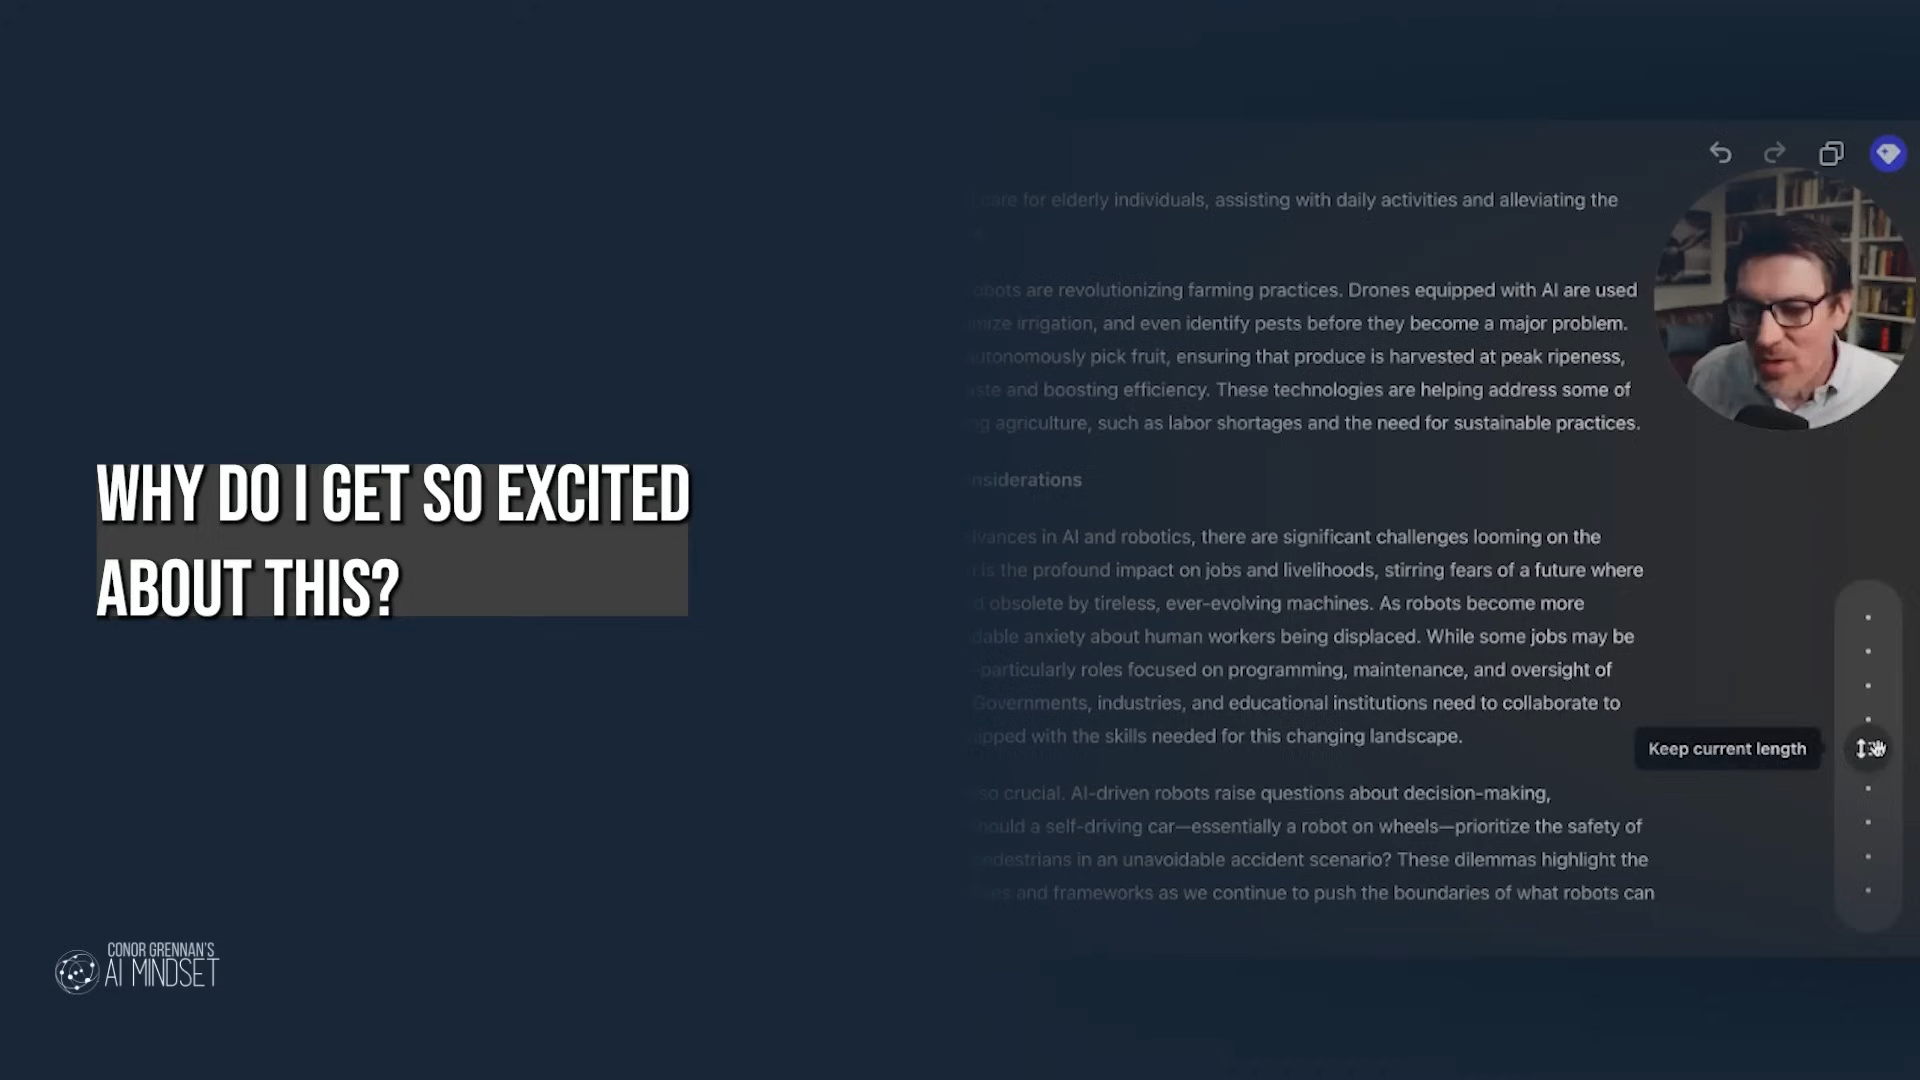 WHY DO I GET SO EXCITED
ABOUT THIS?
CONOR GRENNAN'S
AI MINDSET
care for elderly individuals, assisting with daily activities and alleviating the
are revolutionizing farming practices. Drones equipped with AI are used
irrigation, and even identify pests before they become a major problem.
autonomously pick fruit, ensuring that produce is harvested at peak ripeness,
and boosting efficiency. These technologies are helping address some of
agriculture, such as labor shortages and the need for sustainable practices.
in AI and robotics, there are significant challenges looming on the
is the profound impact on jobs and livelihoods, stirring fears of a future where
obsolete by tireless, ever-evolving machines. As robots become more
anxiety about human workers being displaced. While some jobs may be
particularly roles focused on programming, maintenance, and oversight of
Governments, industries, and educational institutions need to collaborate to
with the skills needed for this changing landscape.
Keep current length
crucial. AI-driven robots raise questions about decision-making,
a self-driving car—essentially a robot on wheels—prioritize the safety of
pedestrians in an unavoidable accident scenario? These dilemmas highlight the
and frameworks as we continue to push the boundaries of what robots can